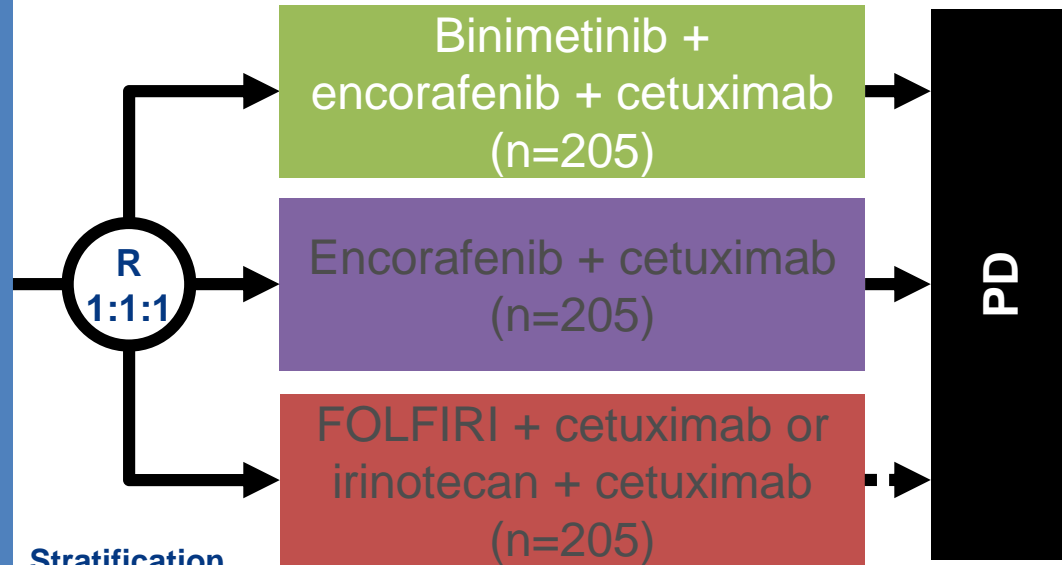 Binimetinib +
encorafenib + cetuximab
(n=205)
R
1:1:1
Encorafenib + cetuximab
(n=205)
PD
FOLFIRI + cetuximab or
irinotecan + cetuximab
(n=205)
Stratification